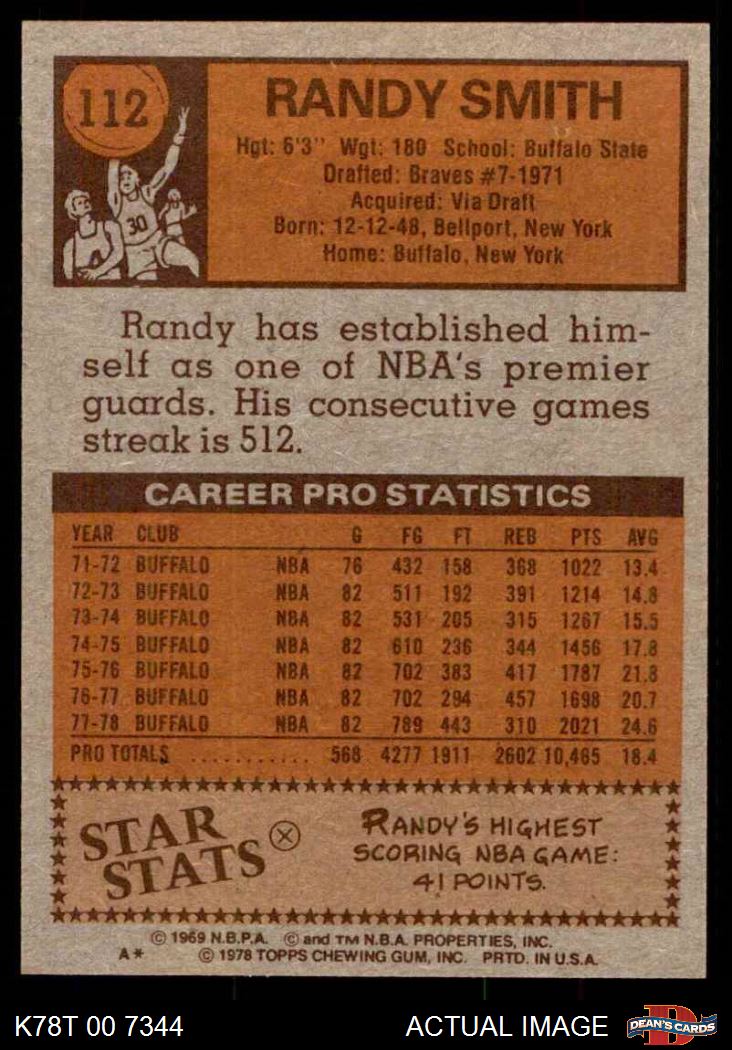 112
RANDY SMITH
Hgt: 6'3" Wgt: 180 School: Buffalo State
Drafted: Braves #7-1971
Acquired: Via Draft
Born: 12-12-48, Bellport, New York
Home: Buffalo, New York
30
Randy has established him-
self as one of NBA's premier
guards. His consecutive games
streak is 512.
CAREER PRO STATISTICS
YEAR CLUB G FG FT REB PTS AVG
71-72 BUFFALO NBA 76 432 158 368 1022 13.4
72-73 BUFFALO NBA 82 511 192 391 1214 14.8
73-74 BUFFALO NBA 82 531 205 315 1267 15.5
74-75 BUFFALO NBA 82 610 236 344 1456 17.8
75-76 BUFFALO NBA 82 702 383 417 1787 21.8
76-77 BUFFALO NBA 82 702 294 457 1698 20.7
77-78 BUFFALO NBA 82 789 443 310 2021 24.6
PRO TOTALS ........... 568 4277 1911 2602 10,465 18.4
STAR
STATS
RANDY'S HIGHEST
SCORING NBA GAME:
41 POINTS.
© 1969 N.B.P.A. © and TM N.B.A. PROPERTIES, INC.
A* © 1978 TOPPS CHEWING GUM, INC. PRTD. IN U.S.A.
K78T 00 7344 ACTUAL IMAGE DEAN'S CARDS